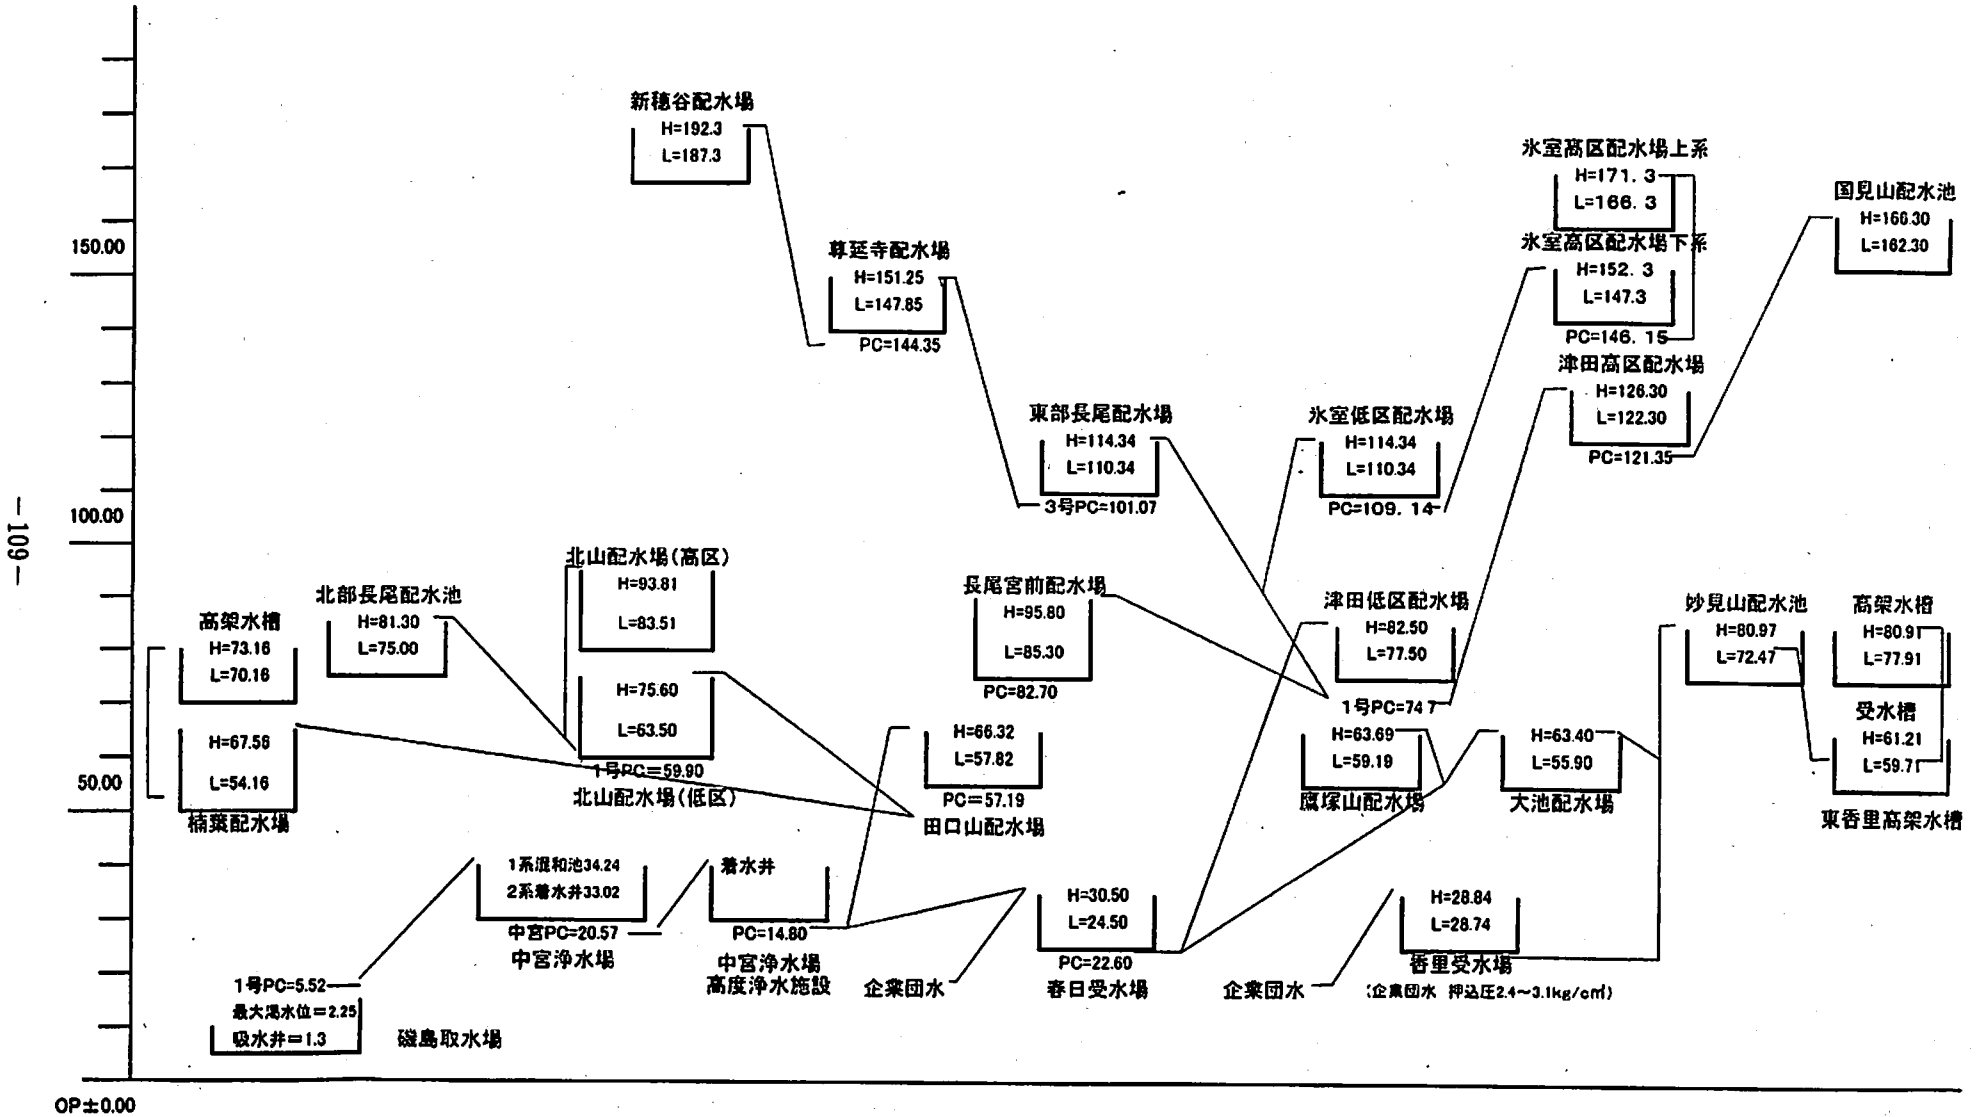 新穂谷配水場
H=192.3
L=187.3
氷室高区配水場上系
H=171. 3
L=166. 3
国見山配水池
H=166.30
L=162.30
150.00
尊延寺配水場
H=151.25
L=147.85
PC=144.35
氷室高区配水場下系
H=152. 3
L=147.3
PC=146. 15
津田高区配水場
H=126.30
L=122.30
PC=121.35
東部長尾配水場
H=114.34
L=110.34
3号PC=101.07
氷室低区配水場
H=114.34
L=110.34
PC=109. 14
100.00
-109-
北山配水場(高区)
H=93.81
L=83.51
北部長尾配水池
H=81.30
L=75.00
高架水槽
H=73.16
L=70.16
長尾宮前配水場
H=95.80
L=85.30
PC=82.70
津田低区配水場
H=82.50
L=77.50
1号PC=74 7
妙見山配水池
H=80.97
L=72.47
高架水槽
H=80.91
L=77.91
受水槽
H=61.21
L=59.71
東香里高架水槽
H=75.60
L=63.50
1号PC=59.90
北山配水場(低区)
H=67.56
L=54.16
楠葉配水場
50.00
H=66.32
L=57.82
PC=57.19
田口山配水場
H=63.69
L=59.19
鷹塚山配水場
H=63.40
L=55.90
大池配水場
1系混和池34.24
2系着水井33.02
中宮PC=20.57
中宮浄水場
着水井
PC=14.80
中宮浄水場
高度浄水施設
企業団水
H=30.50
L=24.50
PC=22.60
春日受水場
企業団水
H=28.84
L=28.74
香里受水場
(企業団水 押込圧2.4~3.1kg/c㎡)
1号PC=5.52
最大渇水位=2.25
吸水井=1.3
磯島取水場
OP±0.00